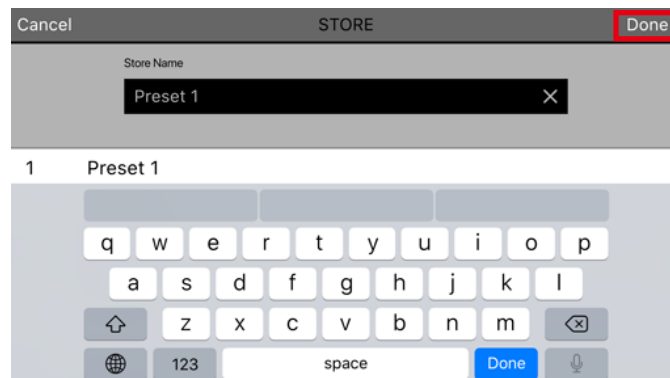 Cancel STORE Done
Store Name
Preset 1
1 Preset 1
q w e r t y u i o p
a s d f g h j k l
z x c v b n m
123 space Done